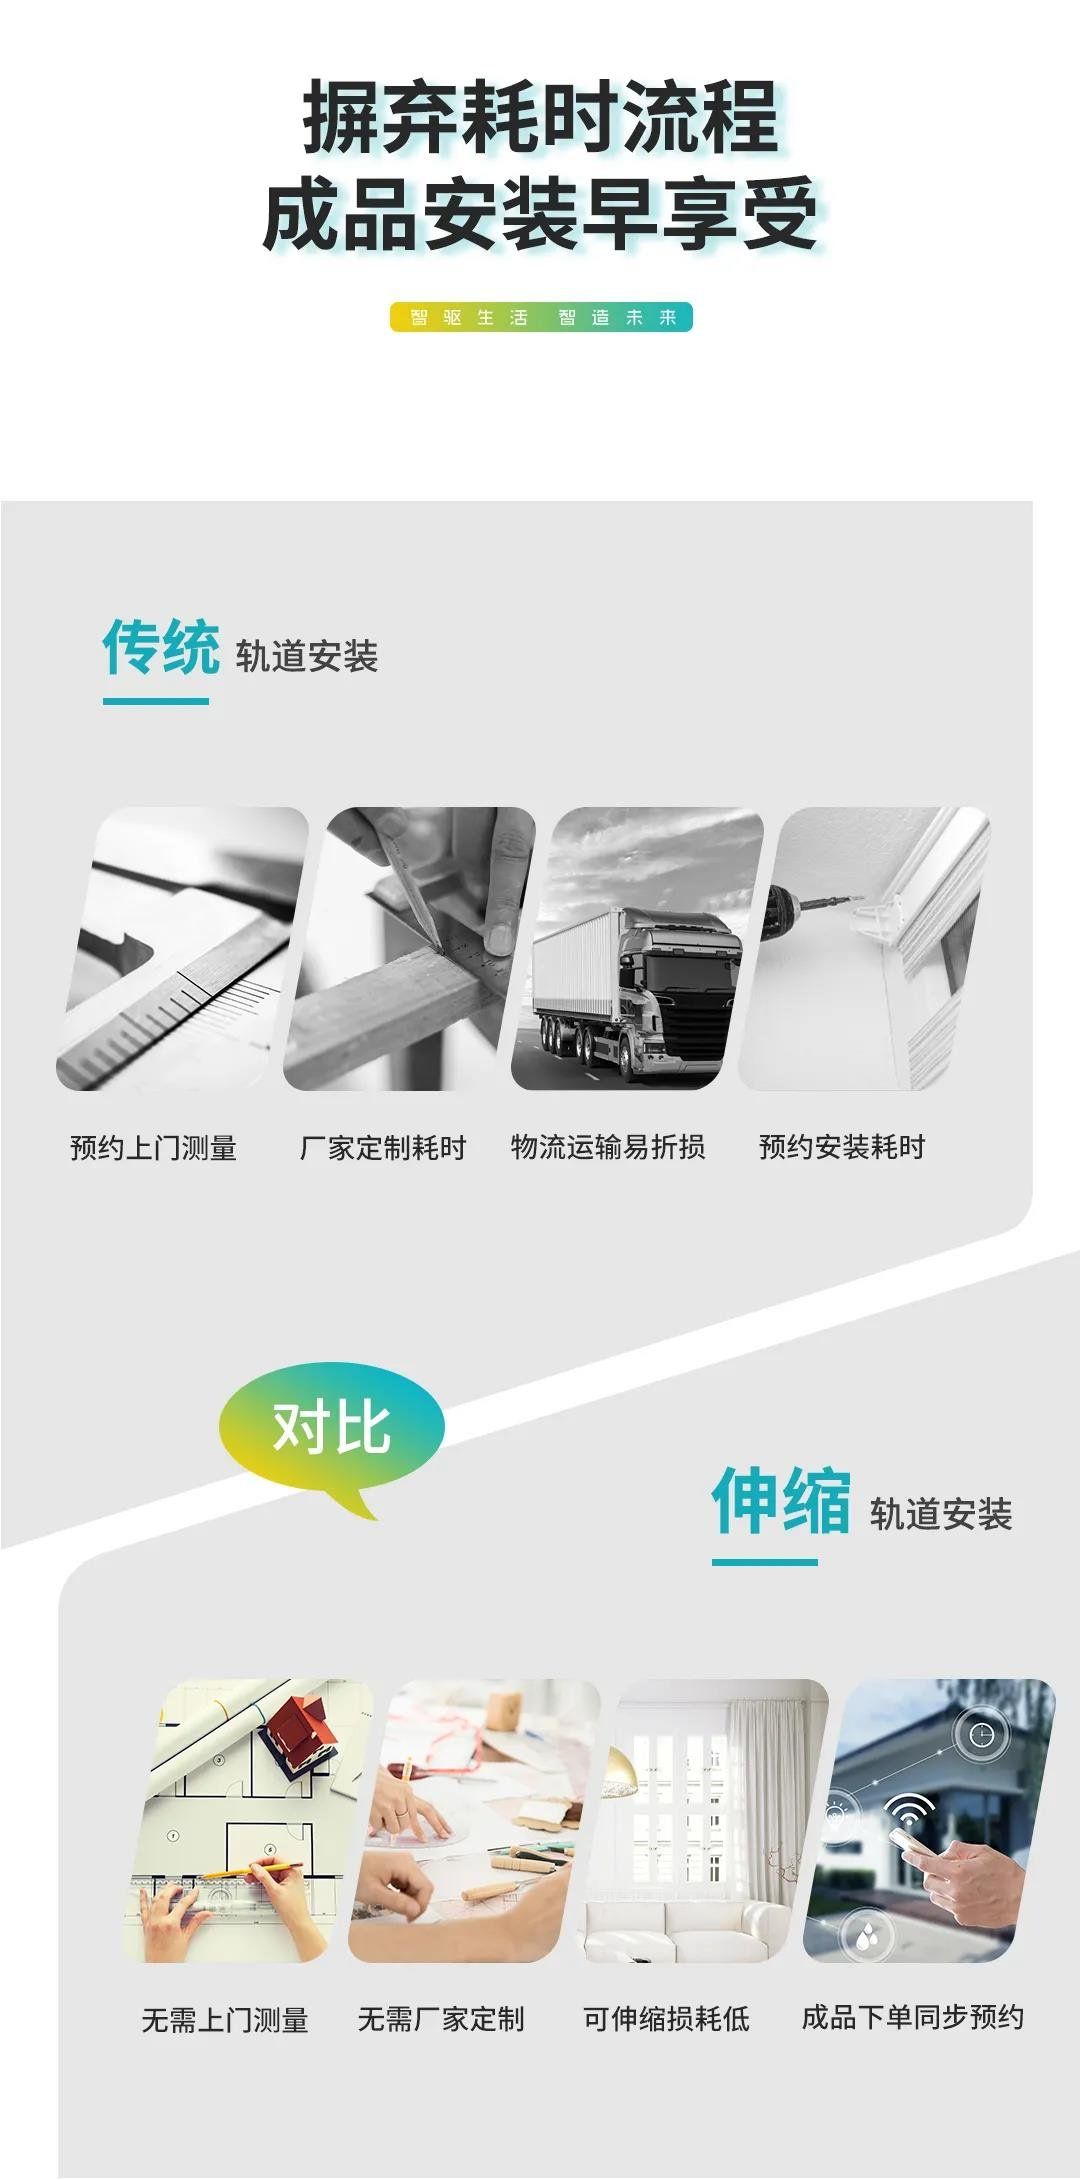 摒弃耗时流程
成品安装早享受
智驱生活 智造未来
传统 轨道安装
预约上门测量 厂家定制耗时 物流运输易折损 预约安装耗时
对比
伸缩 轨道安装
无需上门测量 无需厂家定制 可伸缩损耗低 成品下单同步预约